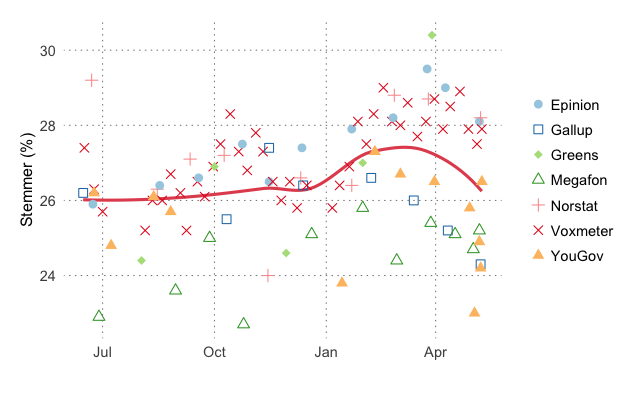 Stemmer (%)
30
28
26
24
Jul
Oct
Jan
Apr
Epinion
Gallup
Greens
Megafon
Norstat
Voxmeter
YouGov